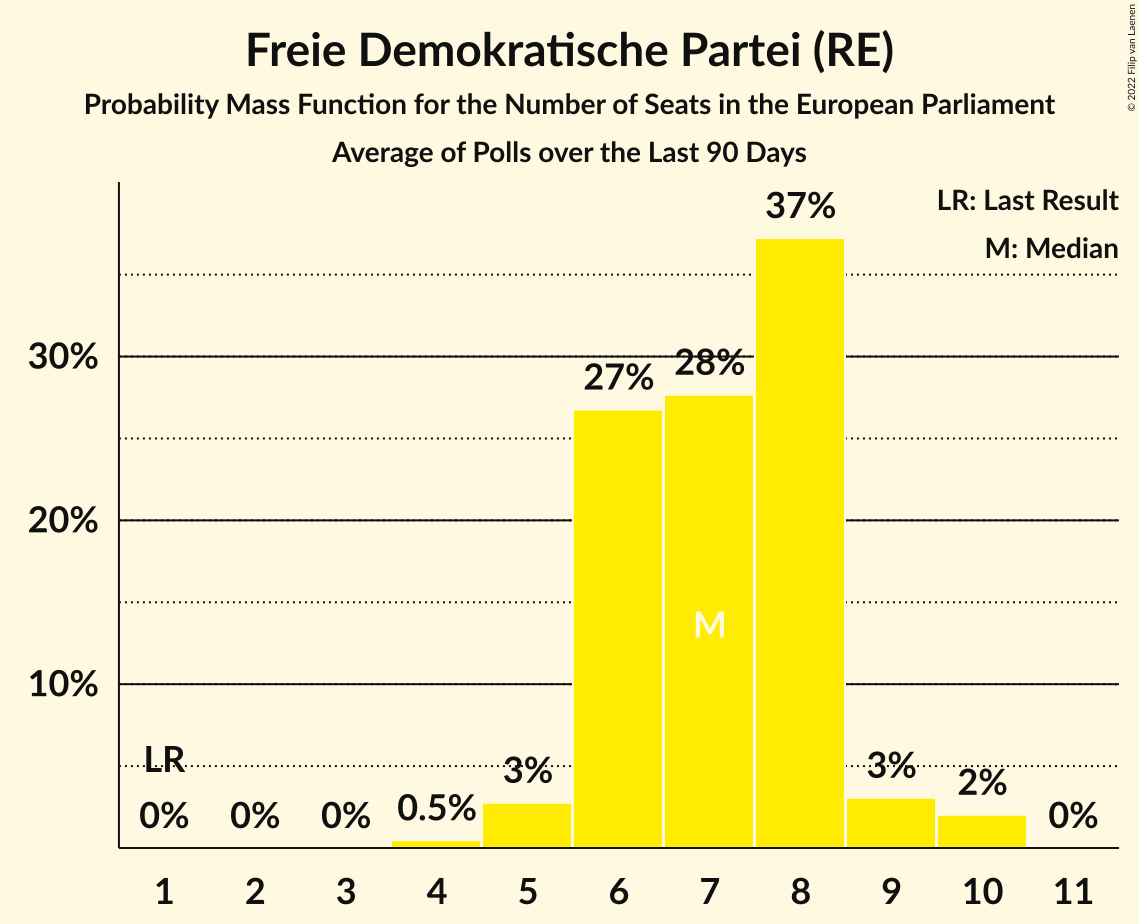 Freie Demokratische Partei (RE)
Probability Mass Function for the Number of Seats in the European Parliament
Average of Polls over the Last 90 Days
© 2022 Filip van Laenen
LR: Last Result
M: Median
37%
30%
28%
27%
20%
M
10%
LR
3%
3%
2%
0%
0%
0%
0.5%
0%
1 2 3 4 5 6 7 8 9 10 11